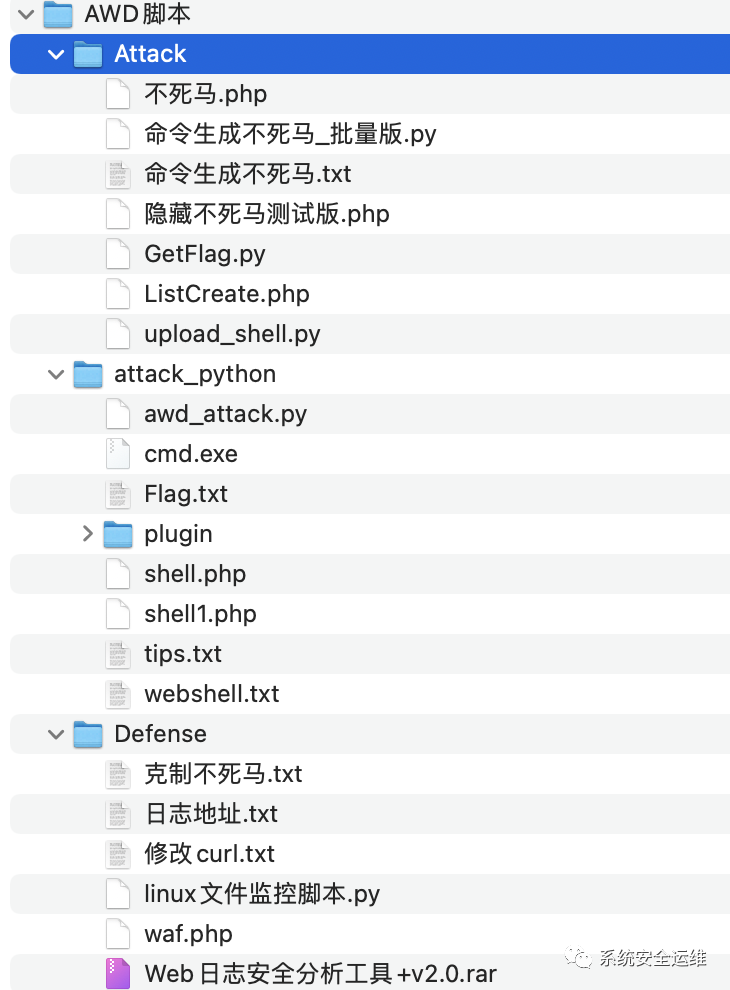 AWD脚本
Attack
不死马.php
命令生成不死马_批量版.py
命令生成不死马.txt
隐藏不死马测试版.php
GetFlag.py
ListCreate.php
upload_shell.py
attack_python
awd_attack.py
cmd.exe
Flag.txt
plugin
shell.php
shell1.php
tips.txt
webshell.txt
Defense
克制不死马.txt
日志地址.txt
修改curl.txt
linux文件监控脚本.py
waf.php
Web日志安全分析工具+v2.0.rar
系统安全运维